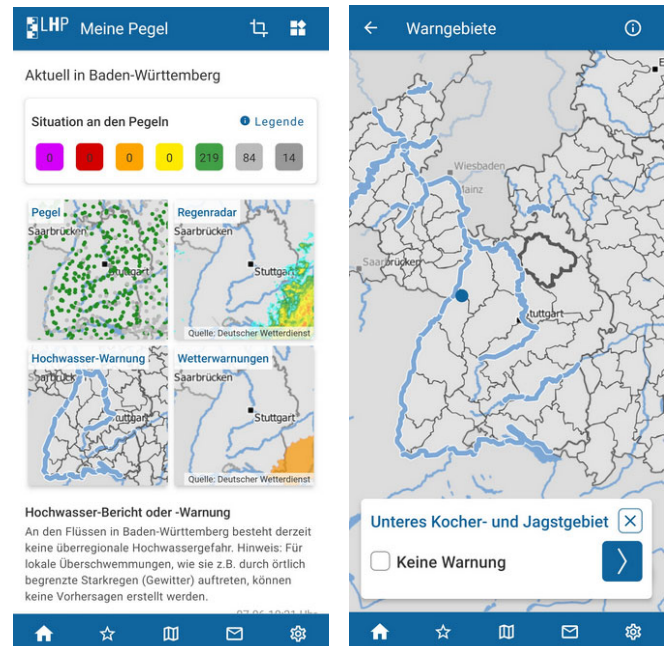 LHP Meine Pegel
Aktuell in Baden-Württemberg
Situation an den Pegeln
Legende
0 0 0 0 219 84 14
Pegel
Saarbrücken
Stuttgart
Regenradar
Saarbrücken
Stuttgart
Quelle: Deutscher Wetterdienst
Hochwasser-Warnung
Wetterwarnungen
Saarbrücken
Stuttgart
Quelle: Deutscher Wetterdienst
Hochwasser-Bericht oder -Warnung
An den Flüssen in Baden-Württemberg besteht derzeit
keine überregionale Hochwassergefahr. Hinweis: Für
lokale Überschwemmungen, wie sie z.B. durch örtlich
begrenzte Starkregen (Gewitter) auftreten, können
keine Vorhersagen erstellt werden.
Warngebiete
Wiesbaden
Mainz
Saarbrücken
Stuttgart
Unteres Kocher- und Jagstgebiet
Keine Warnung